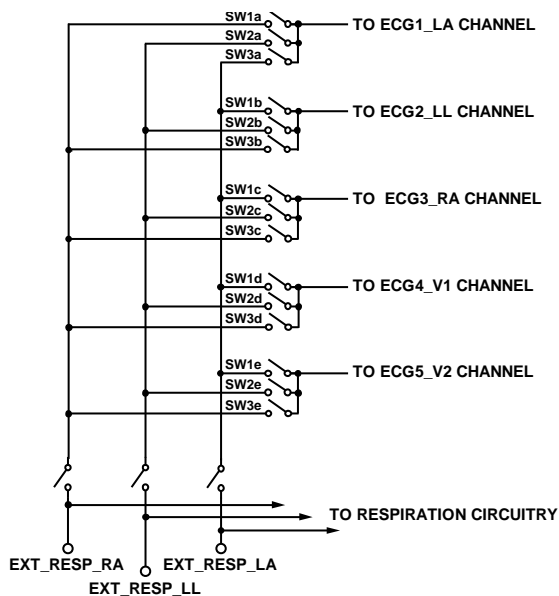 SW1a
TO ECG1_LA CHANNEL
SW2a
SW3a
SW1b
TO ECG2_LL CHANNEL
SW2b
SW3b
SW1c
TO ECG3_RA CHANNEL
SW2c
SW3c
SW1d
TO ECG4_V1 CHANNEL
SW2d
SW3d
SW1e
TO ECG5_V2 CHANNEL
SW2e
SW3e
TO RESPIRATION CIRCUITRY
EXT_RESP_RA
EXT_RESP_LA
EXT_RESP_LL